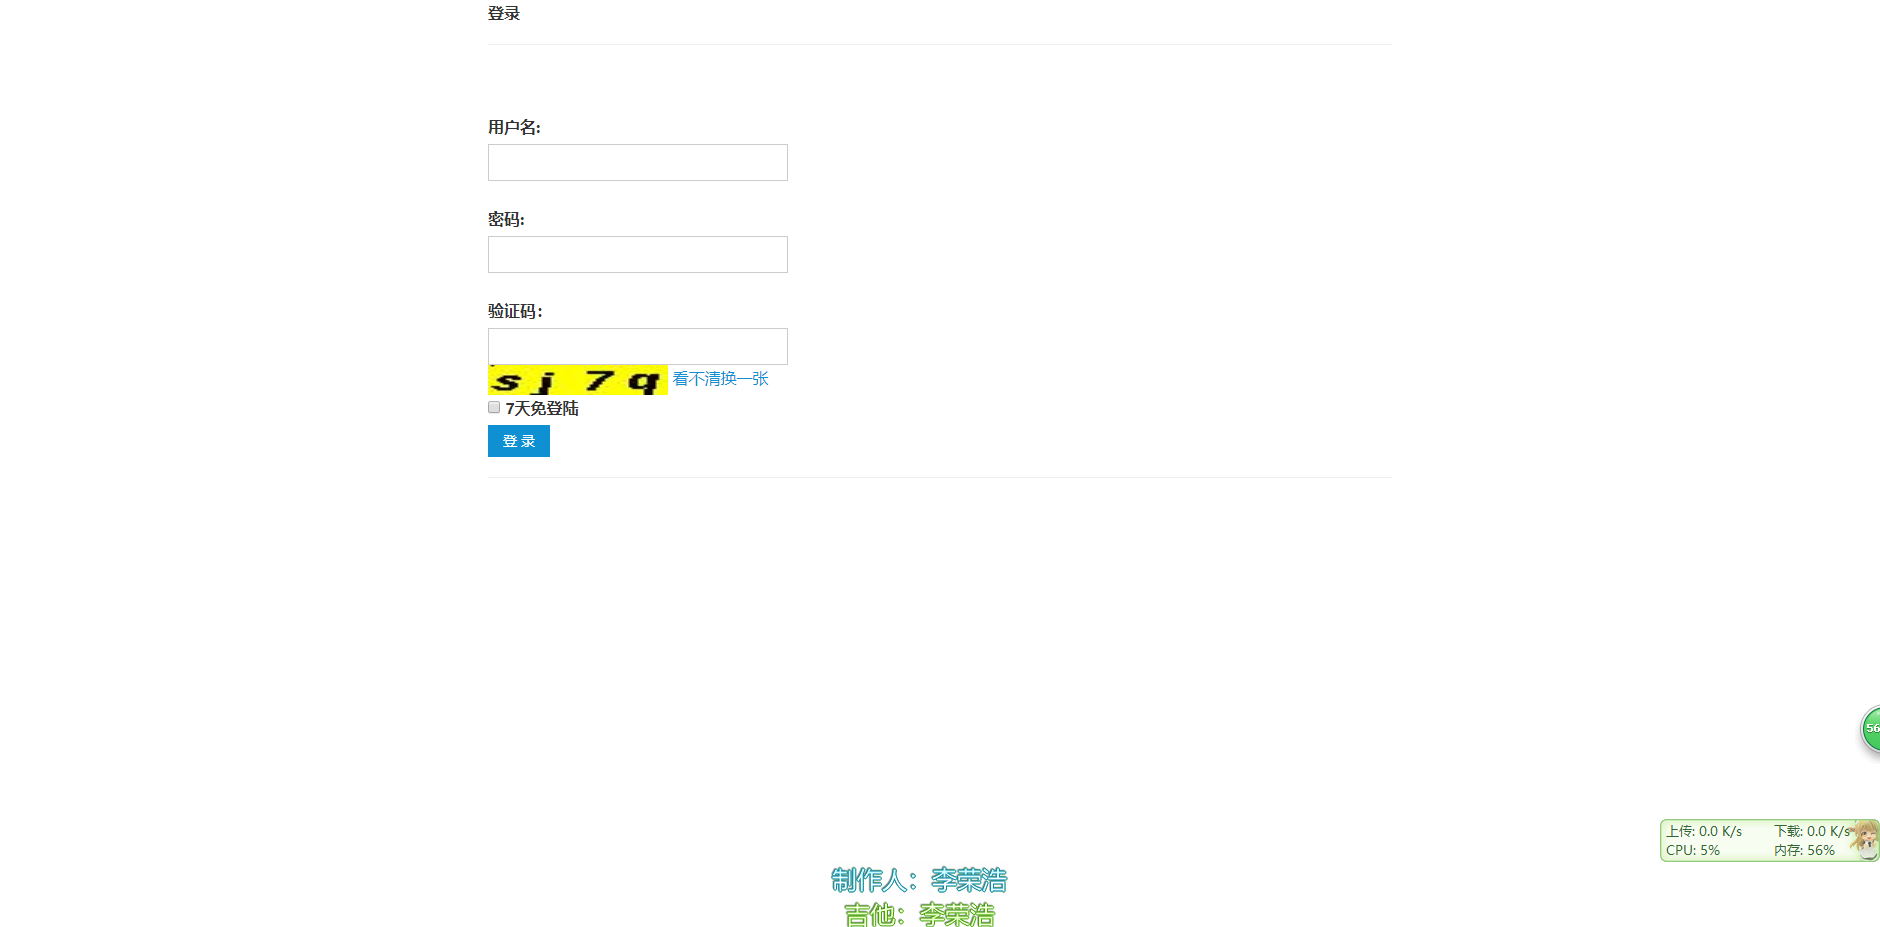 登录
用户名:
密码:
验证码:
sj7q 看不清换一张
7天免登陆
登 录
56
上传: 0.0 K/s 下载: 0.0 K/s
CPU: 5% 内存: 56%
制作人：李荣浩
吉他：李荣浩